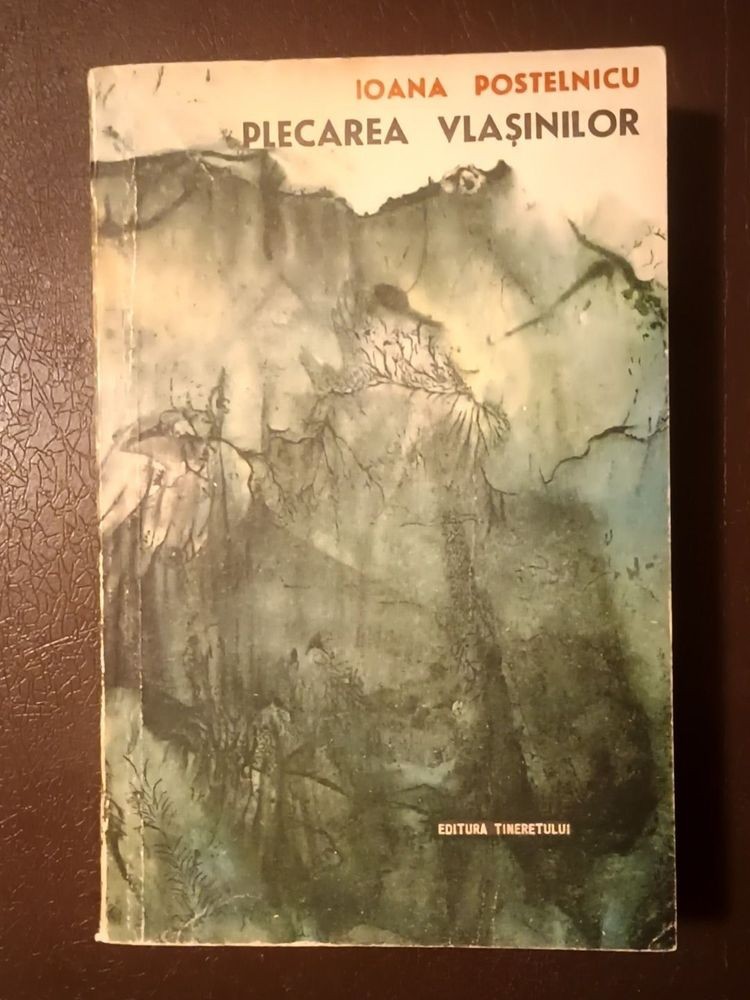 IOANA POSTELNICU
PLECAREA VLAȘINILOR
EDITURA TINERETULUI